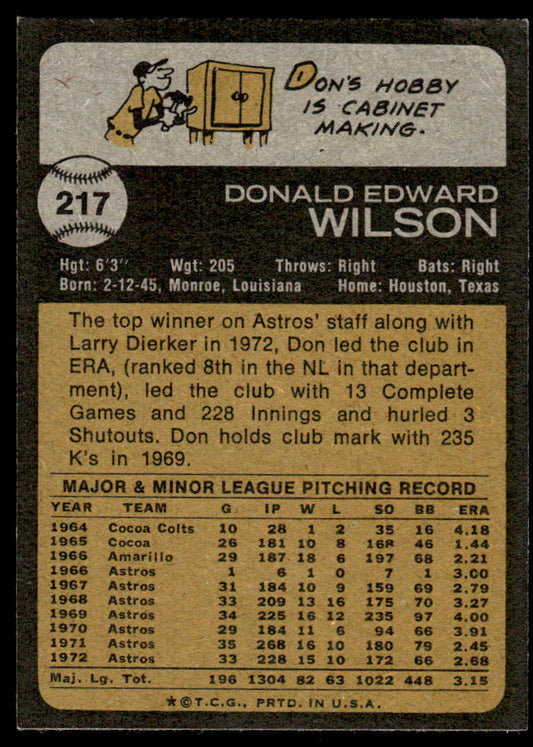 DON'S HOBBY
IS CABINET
MAKING.
217
DONALD EDWARD
WILSON
Hgt: 6'3" Wgt: 205 Throws: Right Bats: Right
Born: 2-12-45, Monroe, Louisiana Home: Houston, Texas
The top winner on Astros' staff along with
Larry Dierker in 1972, Don led the club in
ERA, (ranked 8th in the NL in that depart-
ment), led the club with 13 Complete
Games and 228 Innings and hurled 3
Shutouts. Don holds club mark with 235
K's in 1969.
MAJOR & MINOR LEAGUE PITCHING RECORD
YEAR TEAM G. IP W L SO BB ERA
1964 Cocoa Colts 10 28 1 2 35 16 4.18
1965 Cocoa 26 181 10 8 168 46 1.44
1966 Amarillo 29 187 18 6 197 68 2.21
1966 Astros 1 6 1 0 7 1 3.00
1967 Astros 31 184 10 9 159 69 2.79
1968 Astros 33 209 13 16 175 70 3.27
1969 Astros 34 225 16 12 235 97 4.00
1970 Astros 29 184 11 6 94 66 3.91
1971 Astros 35 268 16 10 180 79 2.45
1972 Astros 33 228 15 10 172 66 2.68
Maj. Lg. Tot. 196 1304 82 63 1022 448 3.15
*©T.C.G., PRTD. IN U.S.A.